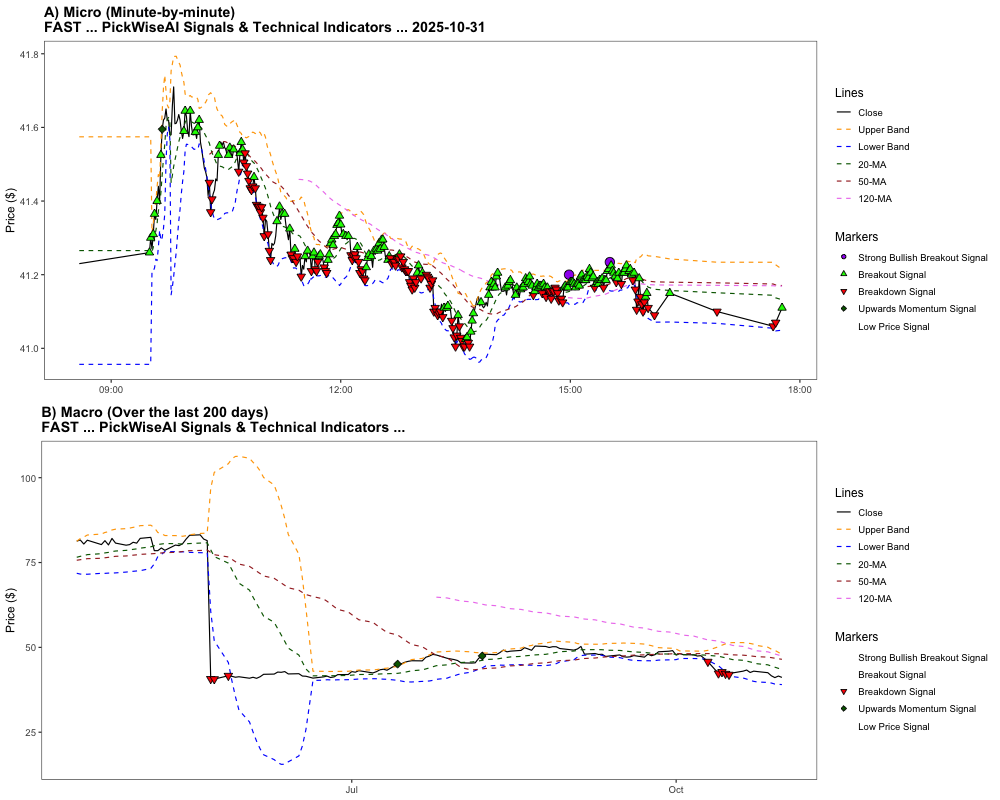 A) Micro (Minute-by-minute)
FAST ... PickWiseAI Signals & Technical Indicators ... 2025-10-31
41.8
41.6
41.4
41.2
41.0
Price ($)
09:00
12:00
15:00
18:00
Lines
Close
Upper Band
Lower Band
20-MA
50-MA
120-MA
Markers
Strong Bullish Breakout Signal
Breakout Signal
Breakdown Signal
Upwards Momentum Signal
Low Price Signal
B) Macro (Over the last 200 days)
FAST ... PickWiseAI Signals & Technical Indicators ...
100
75
50
25
Price ($)
Jul
Oct
Lines
Close
Upper Band
Lower Band
20-MA
50-MA
120-MA
Markers
Strong Bullish Breakout Signal
Breakout Signal
Breakdown Signal
Upwards Momentum Signal
Low Price Signal